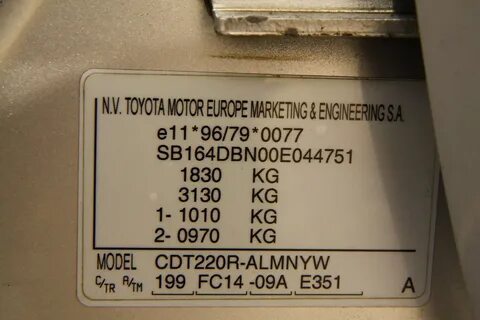 N.V. TOYOTA MOTOR EUROPE MARKETING & ENGINEERING S.A.
e11*96/79*0077
SB164DBN00E044751
1830 KG
3130 KG
1- 1010 KG
2- 0970 KG
MODEL CDT220R-ALMNYW
C/TR A/TM 199 FC14 -09A E351 A